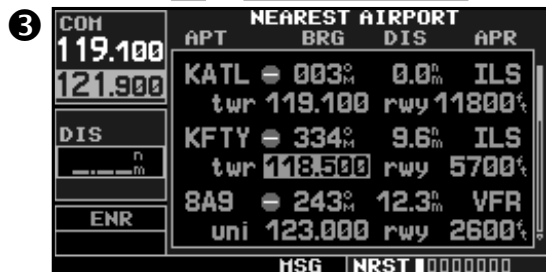 3
COM
119.100
121.900
DIS
_ _._ nm
ENR
NEAREST AIRPORT
APT BRG DIS APR
KATL 003°M 0.0nm ILS
twr 119.100 rwy 11800ft
KFTY 334°M 9.6nm ILS
twr 118.500 rwy 5700ft
8A9 243°M 12.3nm VFR
uni 123.000 rwy 2600ft
MSG NRST